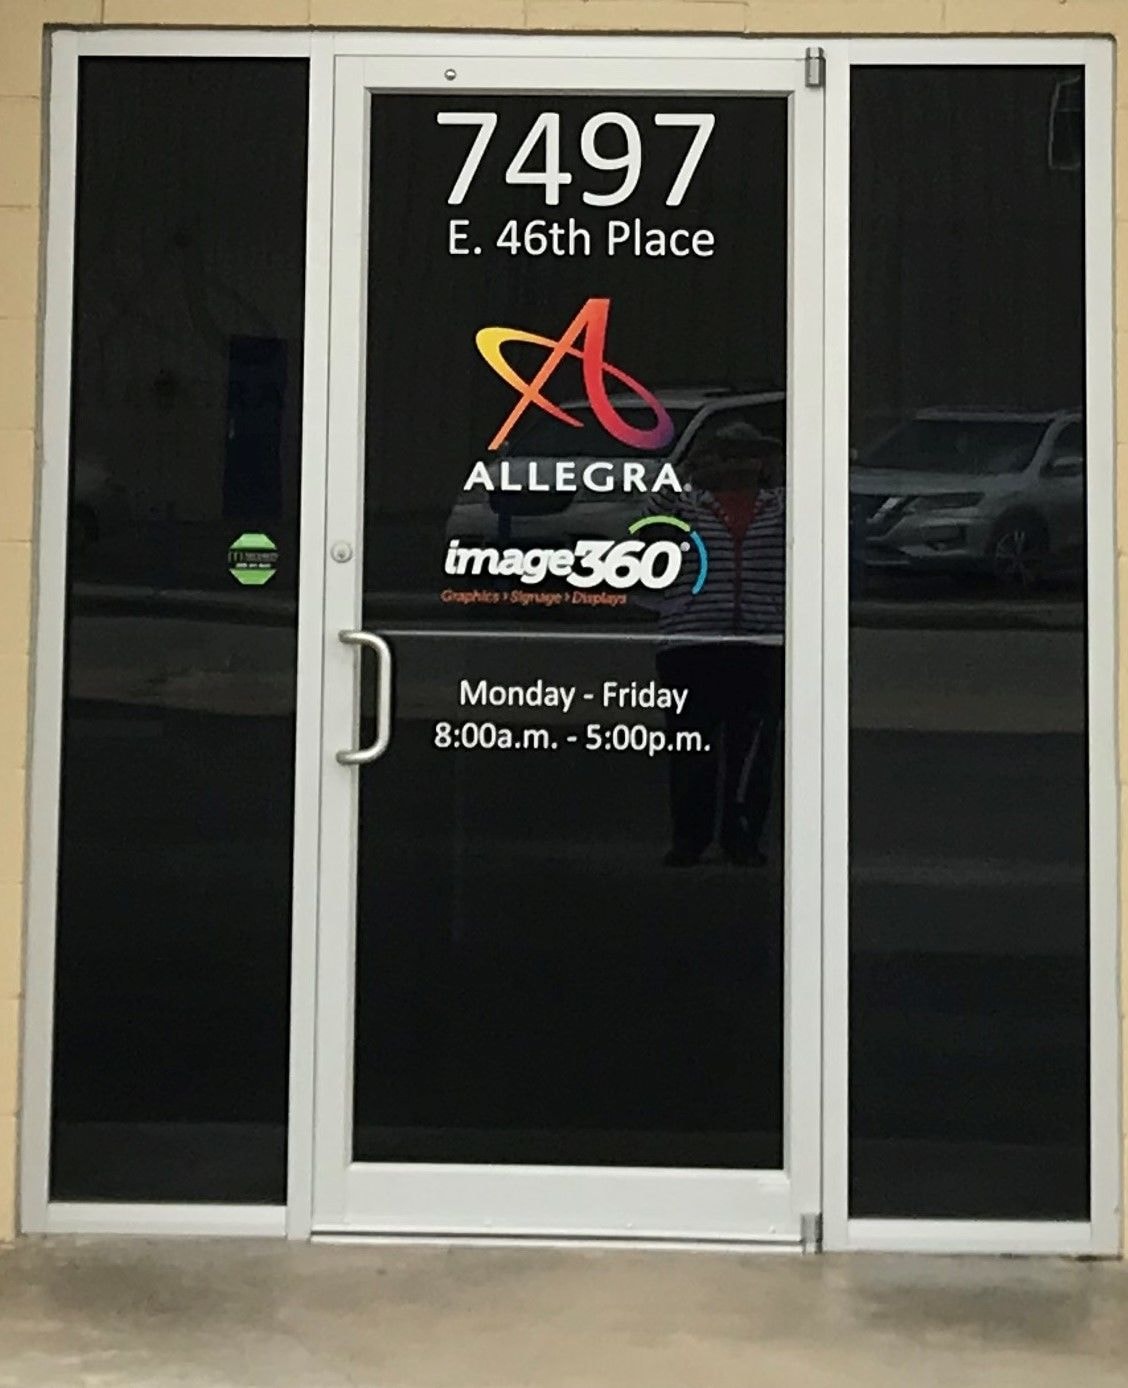 7497
E. 46th Place
ALLEGRA®
image360®
Graphics › Signage › Displays
Monday - Friday
8:00a.m. - 5:00p.m.